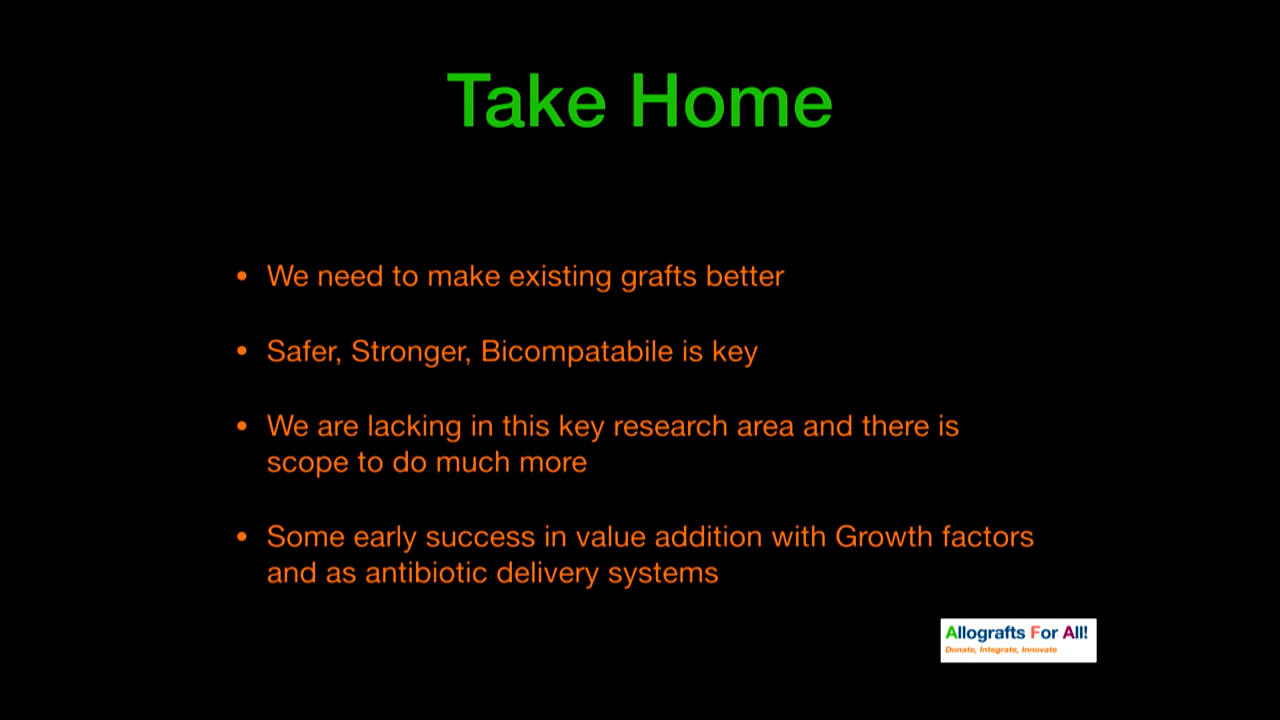 Take Home
• We need to make existing grafts better
• Safer, Stronger, Bicompatabile is key
• We are lacking in this key research area and there is
scope to do much more
• Some early success in value addition with Growth factors
and as antibiotic delivery systems
Allografts For All!
Donate, Integrate, Innovate